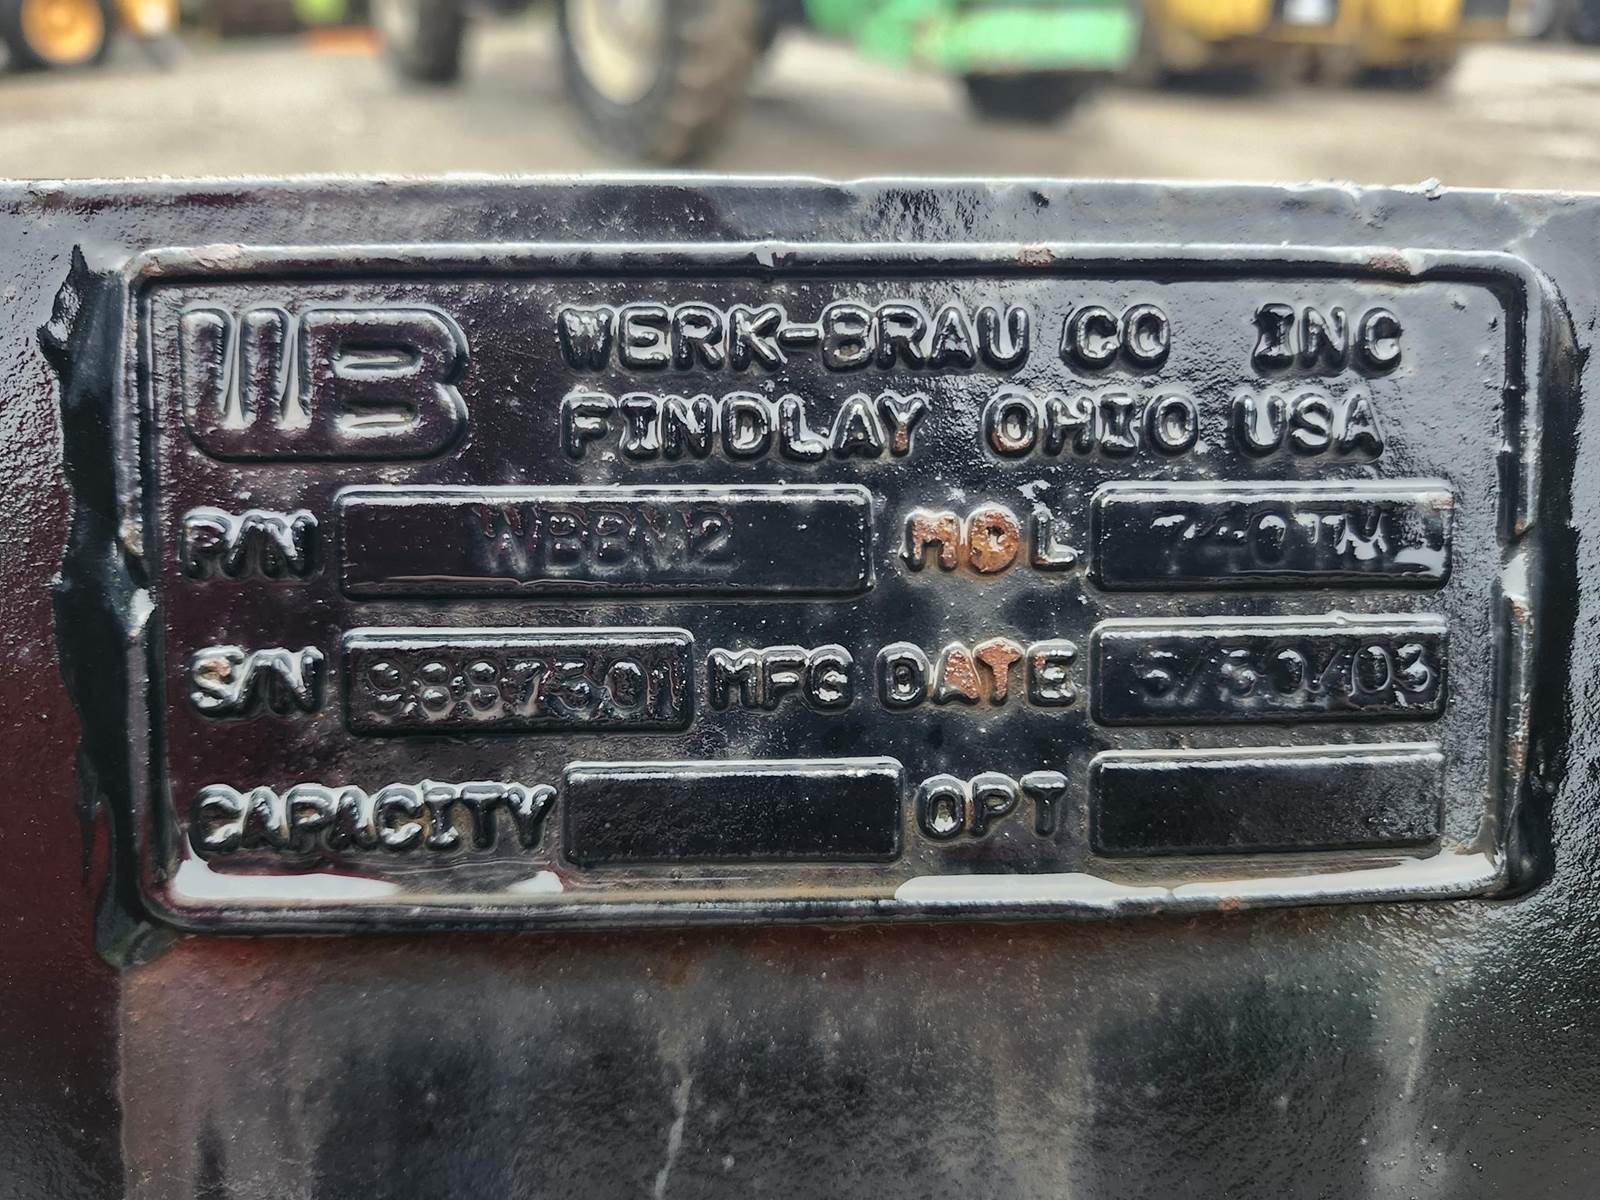 WB WERK-BRAU CO INC
FINDLAY OHIO USA
P/N WBBM2 MDL 740TM
S/N 9887301 MFG DATE 5/30/03
CAPACITY OPT